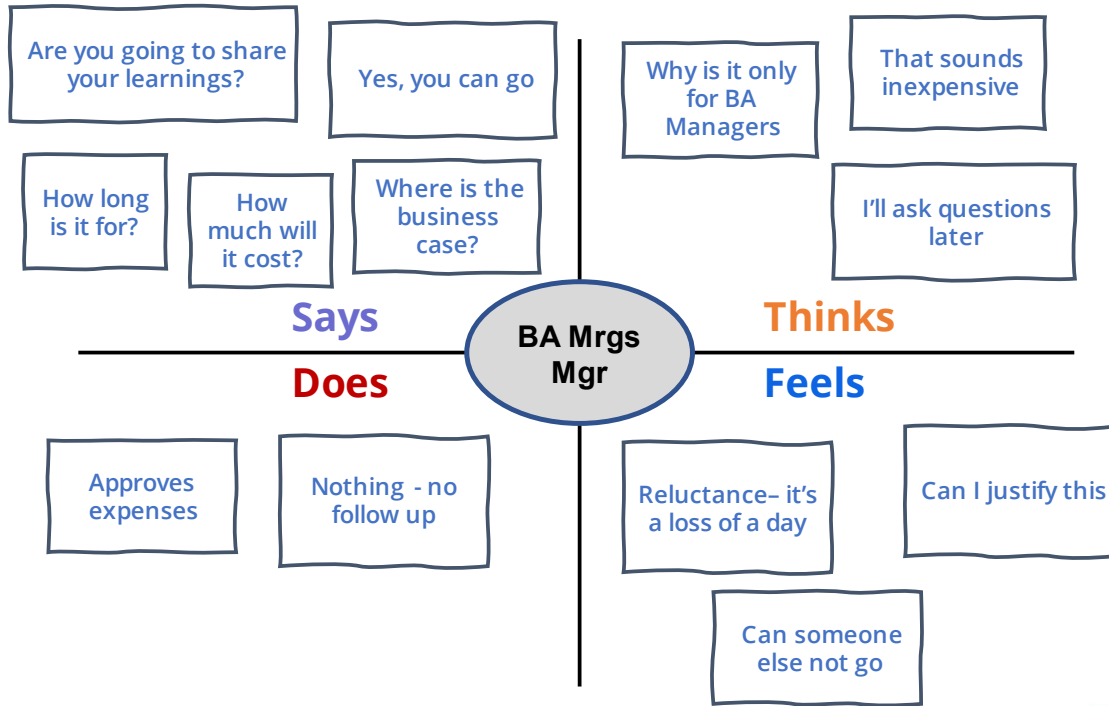 Are you going to share
your learnings?
Yes, you can go
How long
is it for?
How
much will
it cost?
Where is the
business
case?
Says
Why is it only
for BA
Managers
That sounds
inexpensive
I'll ask questions
later
Thinks
BA Mrgs
Mgr
Does
Approves
expenses
Nothing - no
follow up
Feels
Reluctance– it's
a loss of a day
Can I justify this
Can someone
else not go